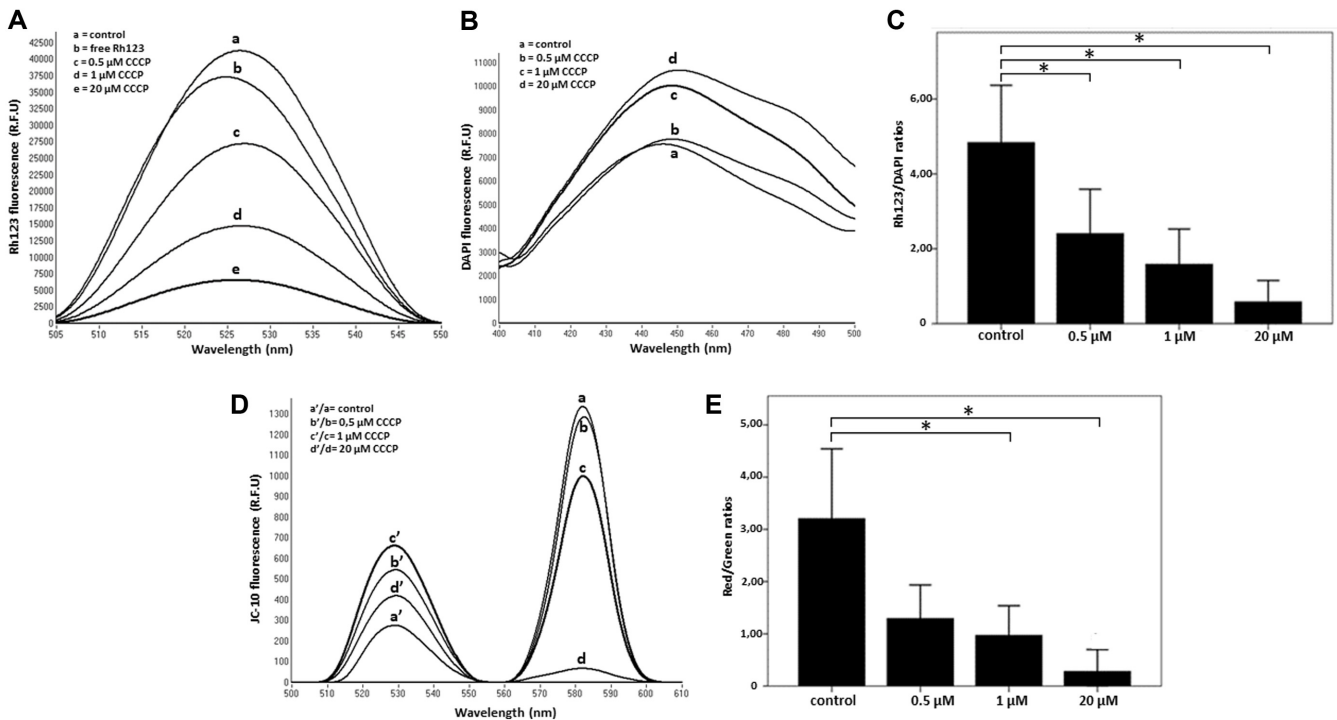 A
a = control
b = free Rh123
c = 0.5 µM CCCP
d = 1 µM CCCP
e = 20 µM CCCP
Rh123 fluorescence (R.F.U)
42500
40000
37500
35000
32500
30000
27500
25000
22500
20000
17500
15000
12500
10000
7500
5000
2500
0
a
b
c
d
e
505 510 515 520 525 530 535 540 545 550
Wavelength (nm)
B
a = control
b = 0.5 µM CCCP
c = 1 µM CCCP
d = 20 µM CCCP
DAPI fluorescence (R.F.U)
11000
10000
9000
8000
7000
6000
5000
4000
3000
2000
1000
0
d
c
b
a
400 410 420 430 440 450 460 470 480 490 500
Wavelength (nm)
C
Rh123/DAPI ratios
6,00
4,00
2,00
0
*
*
*
control 0.5 µM 1 µM 20 µM
D
a’/a= control
b’/b= 0,5 µM CCCP
c’/c= 1 µM CCCP
d’/d= 20 µM CCCP
JC-10 fluorescence (R.F.U)
1300
1200
1100
1000
900
800
700
600
500
400
300
200
100
0
c’
b’
d’
a’
a
b
c
d
500 510 520 530 540 550 560 570 580 590 600 610
Wavelength (nm)
E
Red/Green ratios
5,00
4,00
3,00
2,00
1,00
0
*
*
control 0.5 µM 1 µM 20 µM